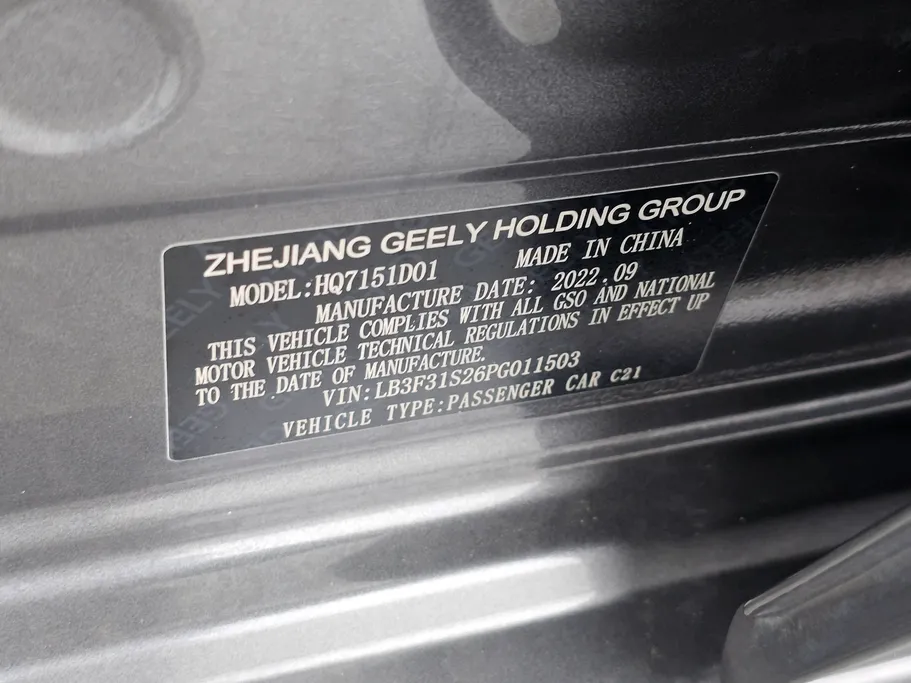 ZHEJIANG GEELY HOLDING GROUP
MODEL:HQ7151D01 MADE IN CHINA
MANUFACTURE DATE: 2022.09
THIS VEHICLE COMPLIES WITH ALL GSO AND NATIONAL
MOTOR VEHICLE TECHNICAL REGULATIONS IN EFFECT UP
TO THE DATE OF MANUFACTURE.
VIN:LB3F31S26PG011503
VEHICLE TYPE:PASSENGER CAR C21